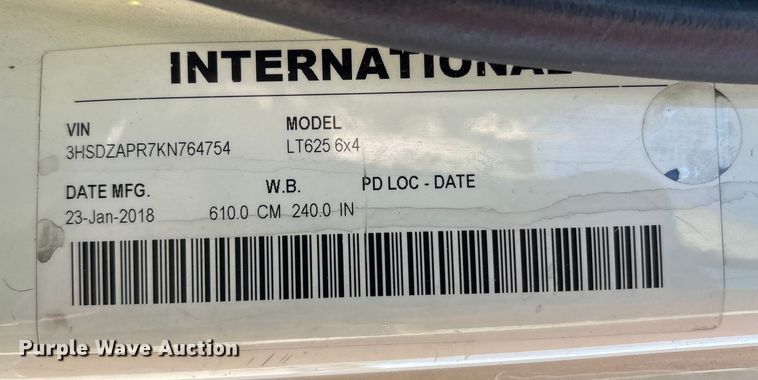 INTERNATIONAL
VIN MODEL
3HSDZAPR7KN764754 LT625 6x4
DATE MFG. W.B. PD LOC - DATE
23-Jan-2018 610.0 CM 240.0 IN
Purple Wave Auction